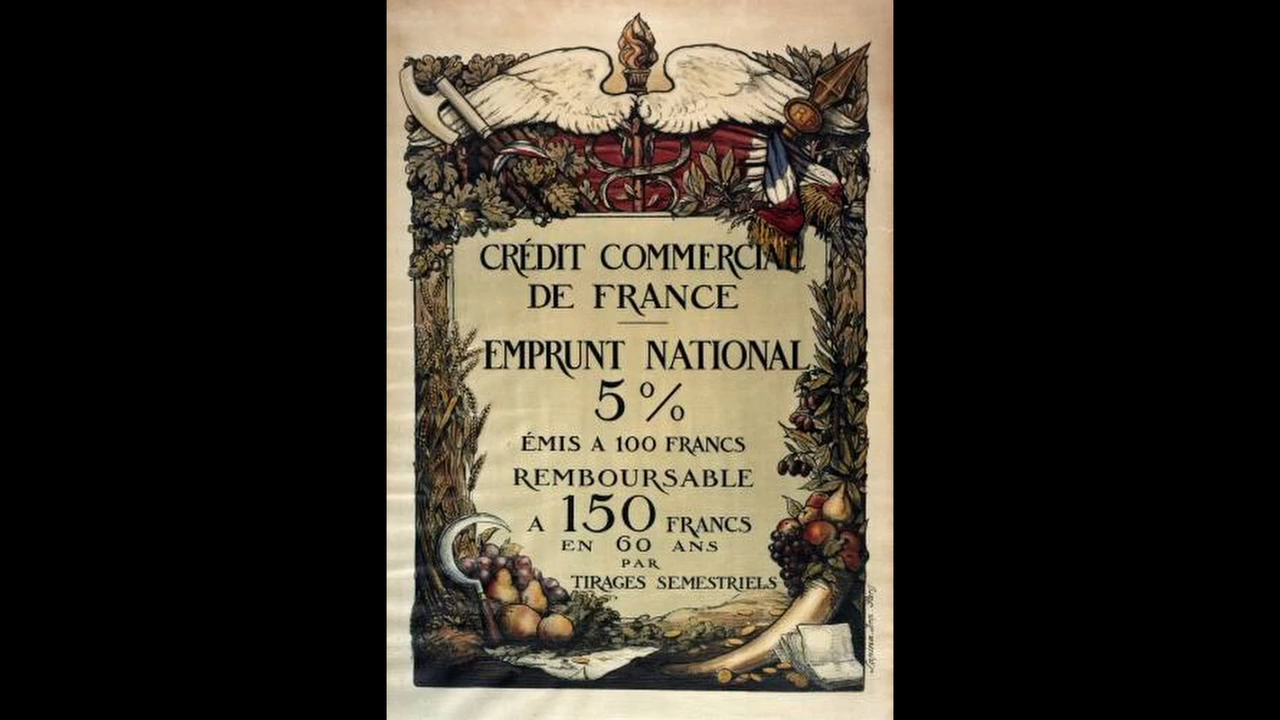 CRÉDIT COMMERCIAL
DE FRANCE
EMPRUNT NATIONAL
5%
ÉMIS A 100 FRANCS
REMBOURSABLE
A 150 FRANCS
EN 60 ANS
PAR
TIRAGES SEMESTRIELS